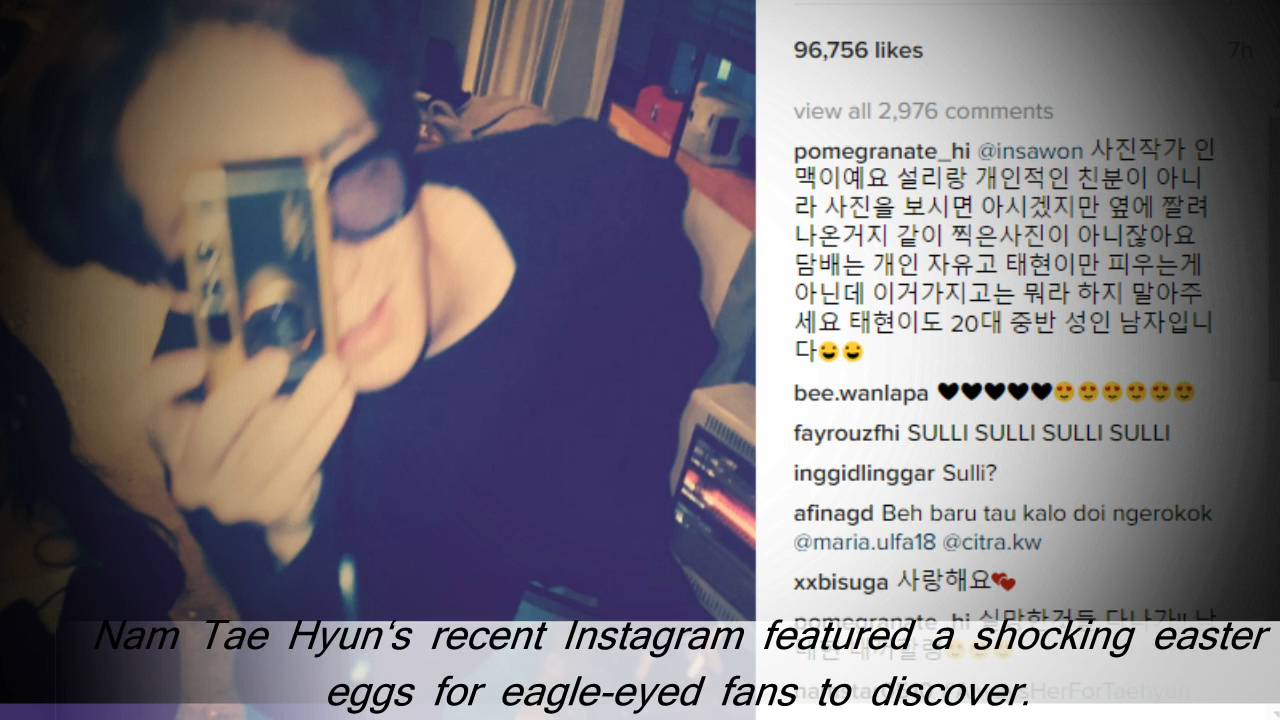 96,756 likes
7h
view all 2,976 comments
pomegranate_hi @insawon 사진작가 인
맥이예요 설리랑 개인적인 친분이 아니
라 사진을 보시면 아시겠지만 옆에 짤려
나온거지 같이 찍은사진이 아니잖아요
담배는 개인 자유고 태현이만 피우는게
아닌데 이거가지고는 뭐라 하지 말아주
세요 태현이도 20대 중반 성인 남자입니
다😃😃
bee.wanlapa 🖤🖤🖤🖤🖤😍😍😍😍😍😍
fayrouzfhi SULLI SULLI SULLI SULLI
inggidlinggar Sulli?
afinagd Beh baru tau kalo doi ngerokok
@maria.ulfa18 @citra.kw
xxbisuga 사랑해요💕
pomegranate_hi
Nam Tae Hyun‘s recent Instagram featured a shocking easter
eggs for eagle-eyed fans to discover.